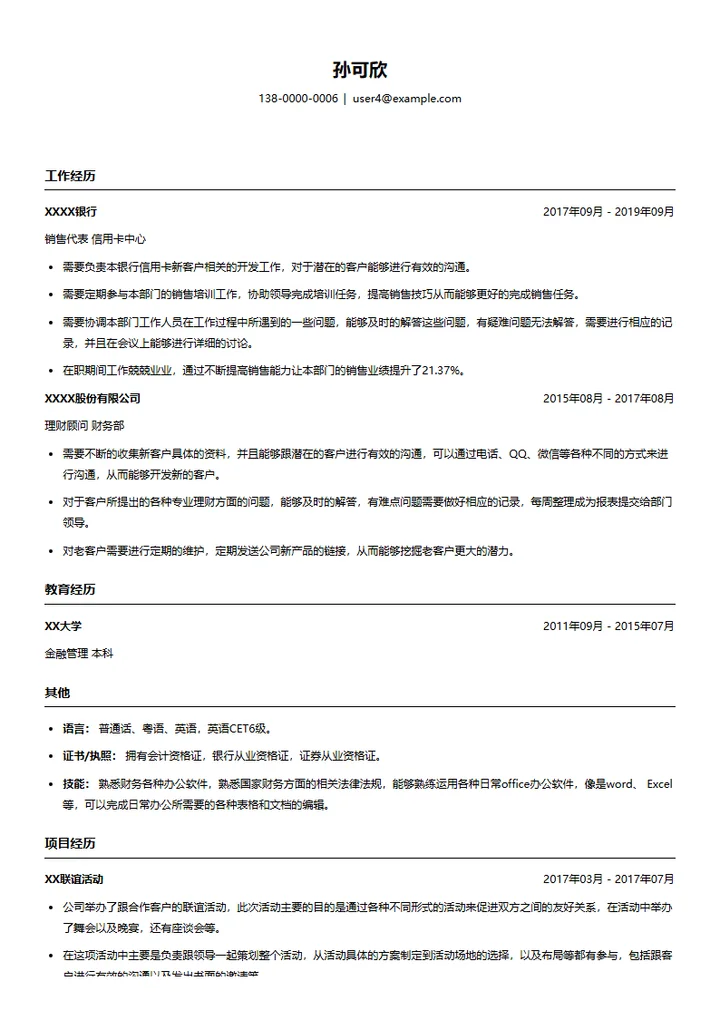 孙可欣
138-0000-0006 | user4@example.com
工作经历
XXXX银行 2017年09月 - 2019年09月
销售代表 信用卡中心
• 需要负责本银行信用卡新客户相关的开发工作，对于潜在的客户能够进行有效的沟通。
• 需要定期参与本部门的销售培训工作，协助领导完成培训任务，提高销售技巧从而能够更好的完成销售任务。
• 需要协调本部门工作人员在工作过程中所遇到的一些问题，能够及时的解答这些问题，有疑难问题无法解答，需要进行相应的记
录，并且在会议上能够进行详细的讨论。
• 在职期间工作兢兢业业，通过不断提高销售能力让本部门的销售业绩提升了21.37%。
XXXX股份有限公司 2015年08月 - 2017年08月
理财顾问 财务部
• 需要不断的收集新客户具体的资料，并且能够跟潜在的客户进行有效的沟通，可以通过电话、QQ、微信等各种不同的方式来进
行沟通，从而能够开发新的客户。
• 对于客户所提出的各种专业理财方面的问题，能够及时的解答，有难点问题需要做好相应的记录，每周整理成为报表提交给部门
领导。
• 对老客户需要进行定期的维护，定期发送公司新产品的链接，从而能够挖掘老客户更大的潜力。
教育经历
XX大学 2011年09月 - 2015年07月
金融管理 本科
其他
• 语言： 普通话、粤语、英语，英语CET6级。
• 证书/执照： 拥有会计资格证，银行从业资格证，证券从业资格证。
• 技能： 熟悉财务各种办公软件，熟悉国家财务方面的相关法律法规，能够熟练运用各种日常office办公软件，像是word、 Excel
等，可以完成日常办公所需要的各种表格和文档的编辑。
项目经历
XX联谊活动 2017年03月 - 2017年07月
• 公司举办了跟合作客户的联谊活动，此次活动主要的目的是通过各种不同形式的活动来促进双方之间的友好关系，在活动中举办
了舞会以及晚宴，还有座谈会等。
• 在这项活动中主要是负责跟领导一起策划整个活动，从活动具体的方案制定到活动场地的选择，以及布局等都有参与，包括跟客
户进行有效的沟通以及发出书面的邀请等